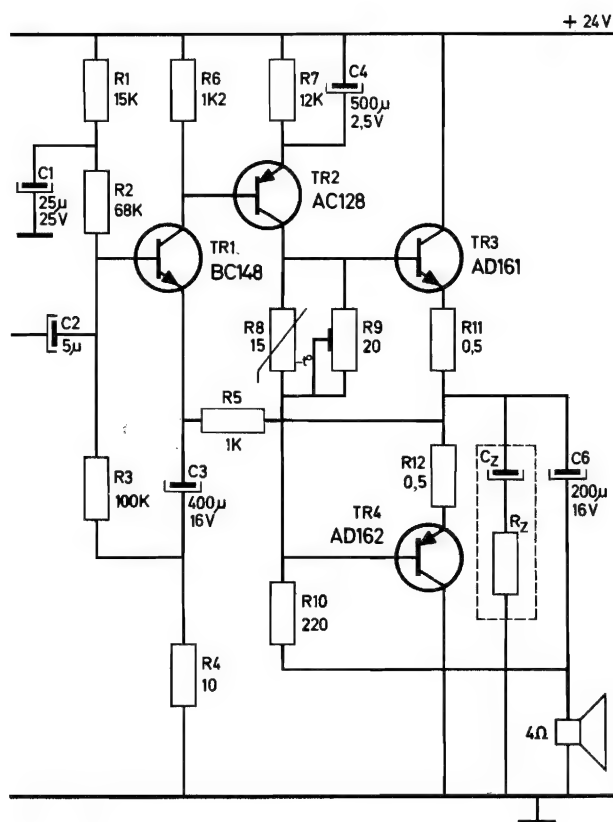 + 24V
R1
15K
R6
1K2
R7
12K
C4
500µ
2,5V
C1
25µ
25V
R2
68K
TR2
AC128
TR1
BC148
TR3
AD161
C2
5µ
R8
15
-t°
R9
20
R11
0,5
R5
1K
R3
100K
C3
400µ
16V
R12
0,5
TR4
AD162
CZ
RZ
C6
200µ
16V
R10
220
R4
10
4Ω